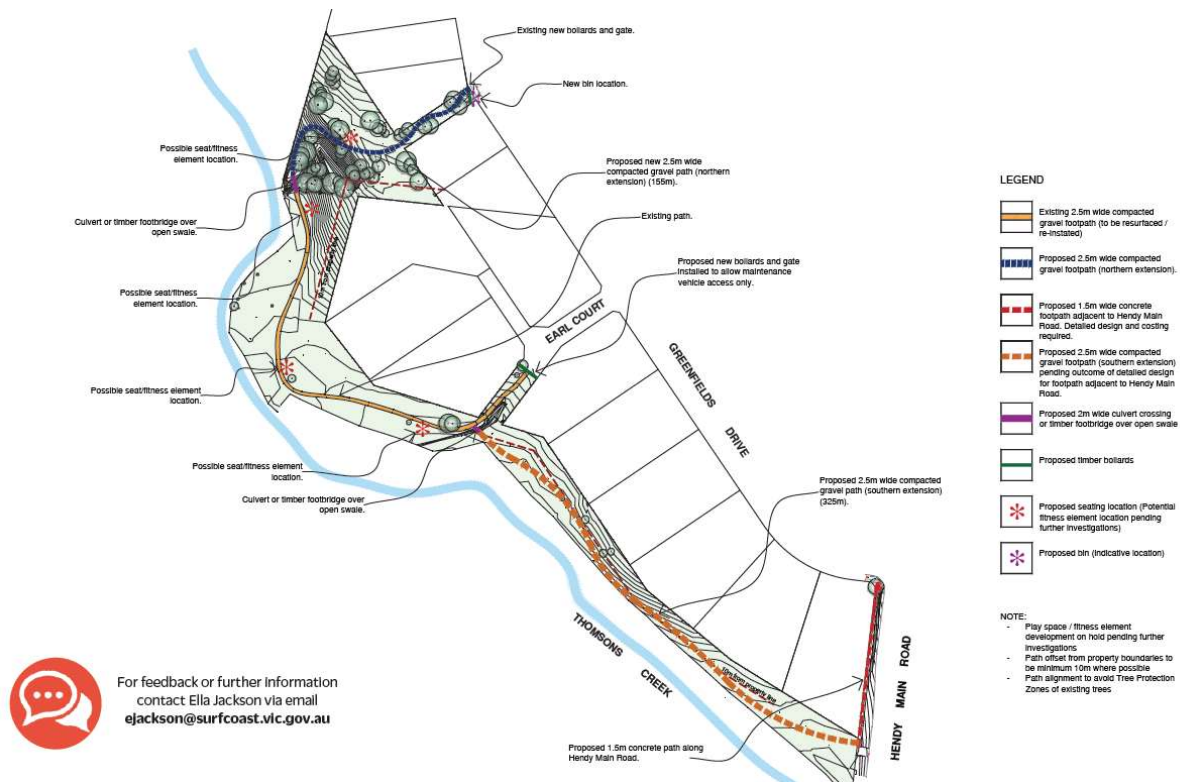 Existing new bollards and gate.
New bin location.
Possible seat/fitness
element location.
Proposed new 2.5m wide
compacted gravel path (northern
extension) (155m).
Culvert or timber footbridge over
open swale.
Existing path.
Proposed new bollards and gate
installed to allow maintenance
vehicle access only.
Possible seat/fitness
element location.
EARL COURT
GREENFIELDS
DRIVE
Possible seat/fitness element
location.
Possible seat/fitness element
location.
Culvert or timber footbridge over
open swale.
Proposed 2.5m wide compacted
gravel path (southern extension)
(325m).
THOMSONS
CREEK
10m from property line
HENDY MAIN ROAD
Proposed 1.5m concrete path along
Hendy Main Road.
For feedback or further information
contact Ella Jackson via email
ejackson@surfcoast.vic.gov.au
LEGEND
Existing 2.5m wide compacted
gravel footpath (to be resurfaced /
re-instated)
Proposed 2.5m wide compacted
gravel footpath (northern extension).
Proposed 1.5m wide concrete
footpath adjacent to Hendy Main
Road. Detailed design and costing
required.
Proposed 2.5m wide compacted
gravel footpath (southern extension)
pending outcome of detailed design
for footpath adjacent to Hendy Main
Road.
Proposed 2m wide culvert crossing
or timber footbridge over open swale
Proposed timber bollards
Proposed seating location (Potential
fitness element location pending
further investigations)
Proposed bin (indicative location)
NOTE:
- Play space / fitness element
development on hold pending further
investigations
- Path offset from property boundaries to
be minimum 10m where possible
- Path alignment to avoid Tree Protection
Zones of existing trees